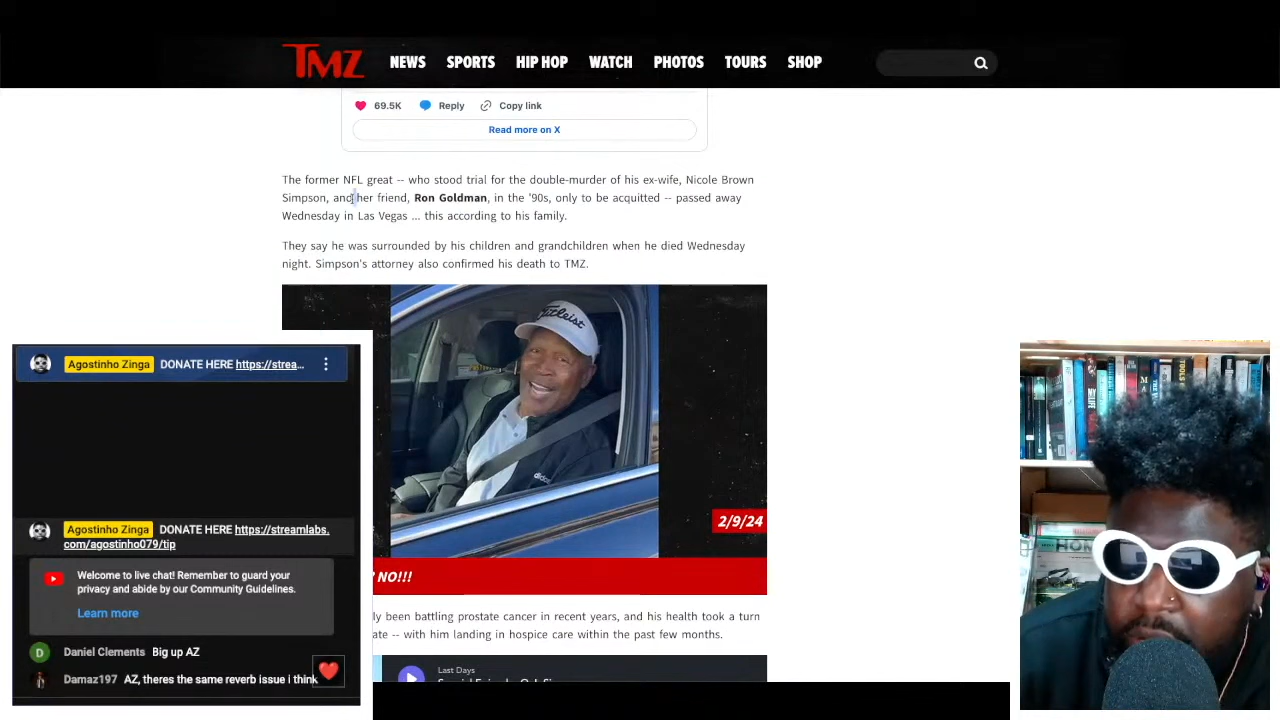 TMZ
NEWS SPORTS HIP HOP WATCH PHOTOS TOURS SHOP
69.5K Reply Copy link
Read more on X
The former NFL great -- who stood trial for the double-murder of his ex-wife, Nicole Brown
Simpson, and her friend, Ron Goldman, in the '90s, only to be acquitted -- passed away
Wednesday in Las Vegas ... this according to his family.
They say he was surrounded by his children and grandchildren when he died Wednesday
night. Simpson's attorney also confirmed his death to TMZ.
Titleist
adidas
2/9/24
NO!!!
ly been battling prostate cancer in recent years, and his health took a turn
ate -- with him landing in hospice care within the past few months.
Last Days
Agostinho Zinga DONATE HERE https://strea...
Agostinho Zinga DONATE HERE https://streamlabs.
com/agostinho079/tip
Welcome to live chat! Remember to guard your
privacy and abide by our Community Guidelines.
Learn more
D Daniel Clements Big up AZ
Damaz197 AZ, theres the same reverb issue i think
TOOLS